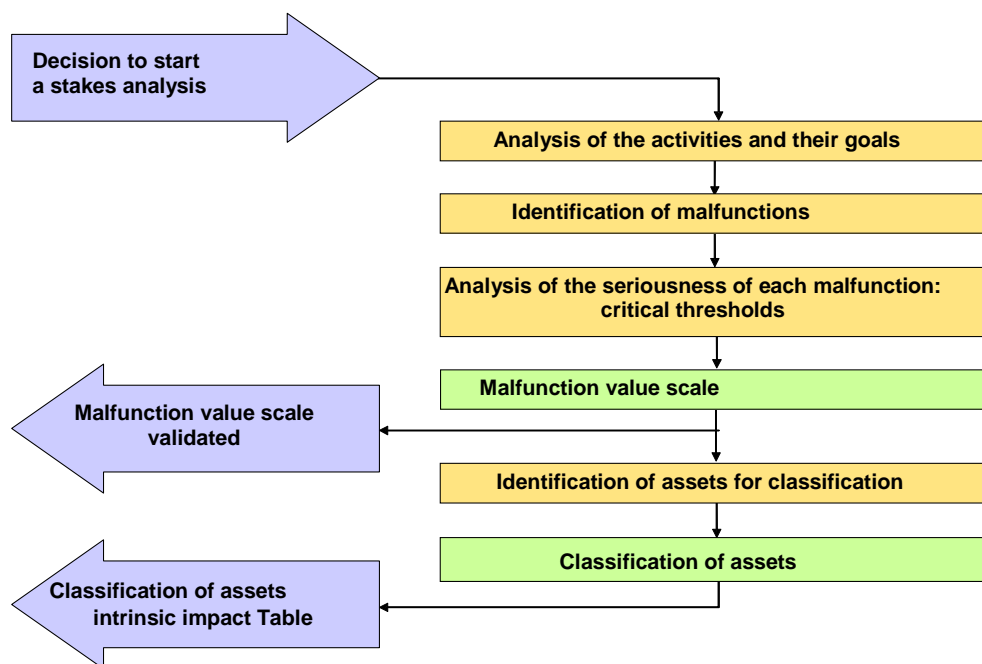 Decision to start
a stakes analysis
Analysis of the activities and their goals
Identification of malfunctions
Analysis of the seriousness of each malfunction:
critical thresholds
Malfunction value scale
Malfunction value scale
validated
Identification of assets for classification
Classification of assets
Classification of assets
intrinsic impact Table